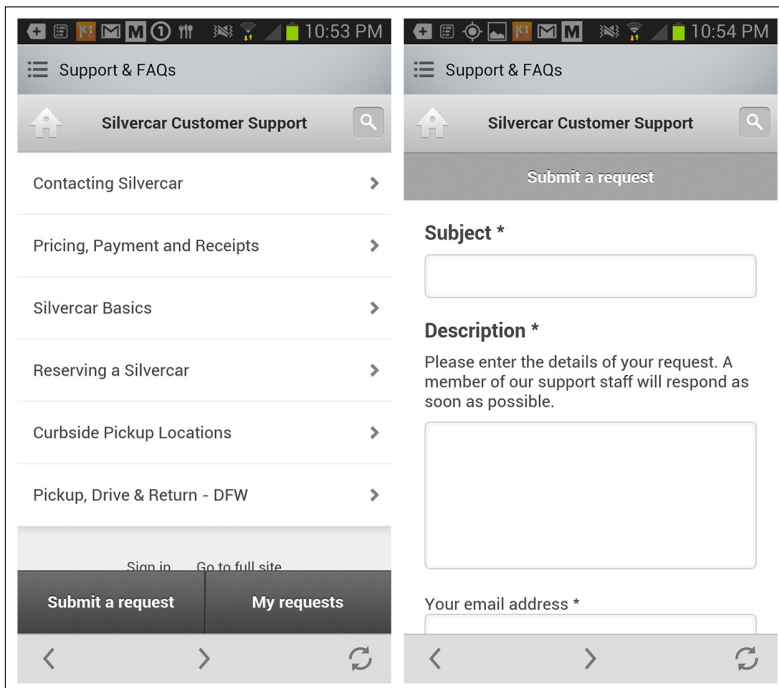 10:53 PM
Support & FAQs
Silvercar Customer Support
Contacting Silvercar
Pricing, Payment and Receipts
Silvercar Basics
Reserving a Silvercar
Curbside Pickup Locations
Pickup, Drive & Return - DFW
Sign in Go to full site
Submit a request My requests
10:54 PM
Support & FAQs
Silvercar Customer Support
Submit a request
Subject *
Description *
Please enter the details of your request. A
member of our support staff will respond as
soon as possible.
Your email address *